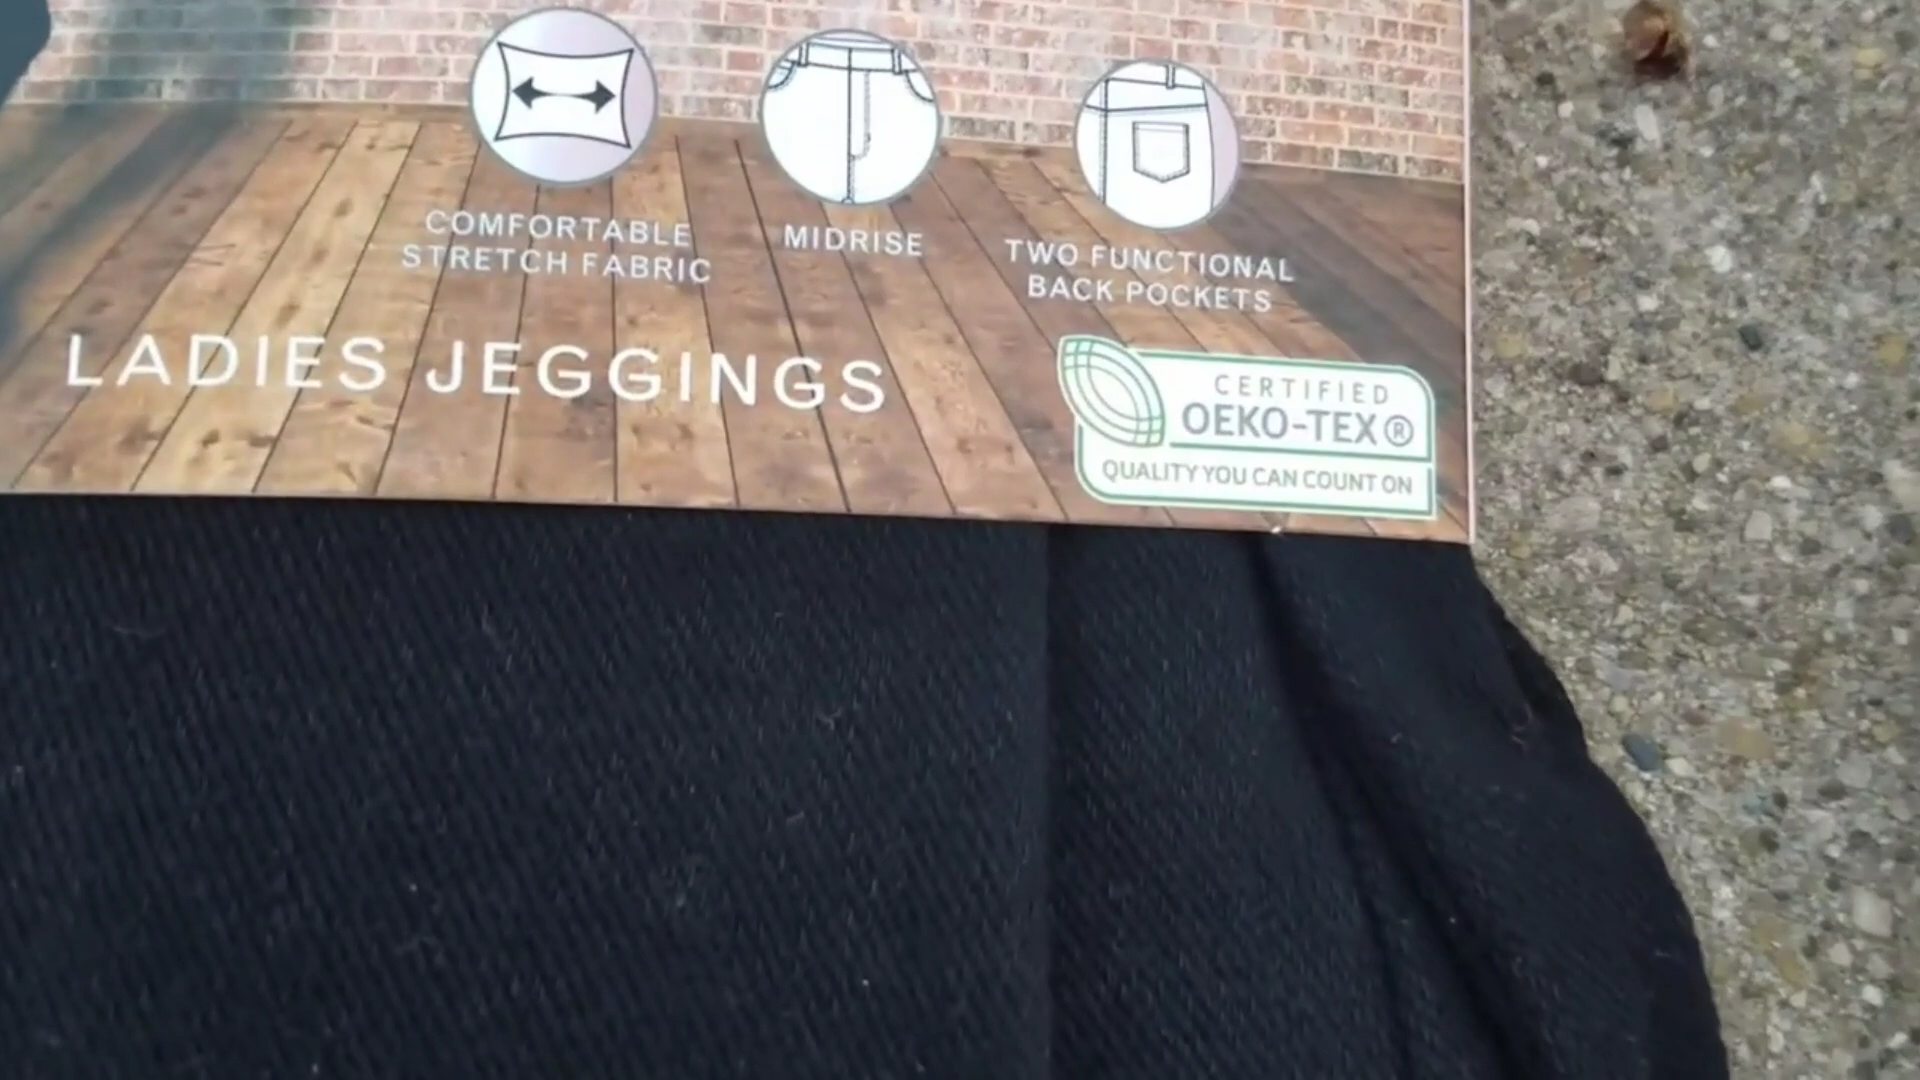 COMFORTABLE
STRETCH FABRIC
MIDRISE
TWO FUNCTIONAL
BACK POCKETS
LADIES JEGGINGS
CERTIFIED
OEKO-TEX®
QUALITY YOU CAN COUNT ON